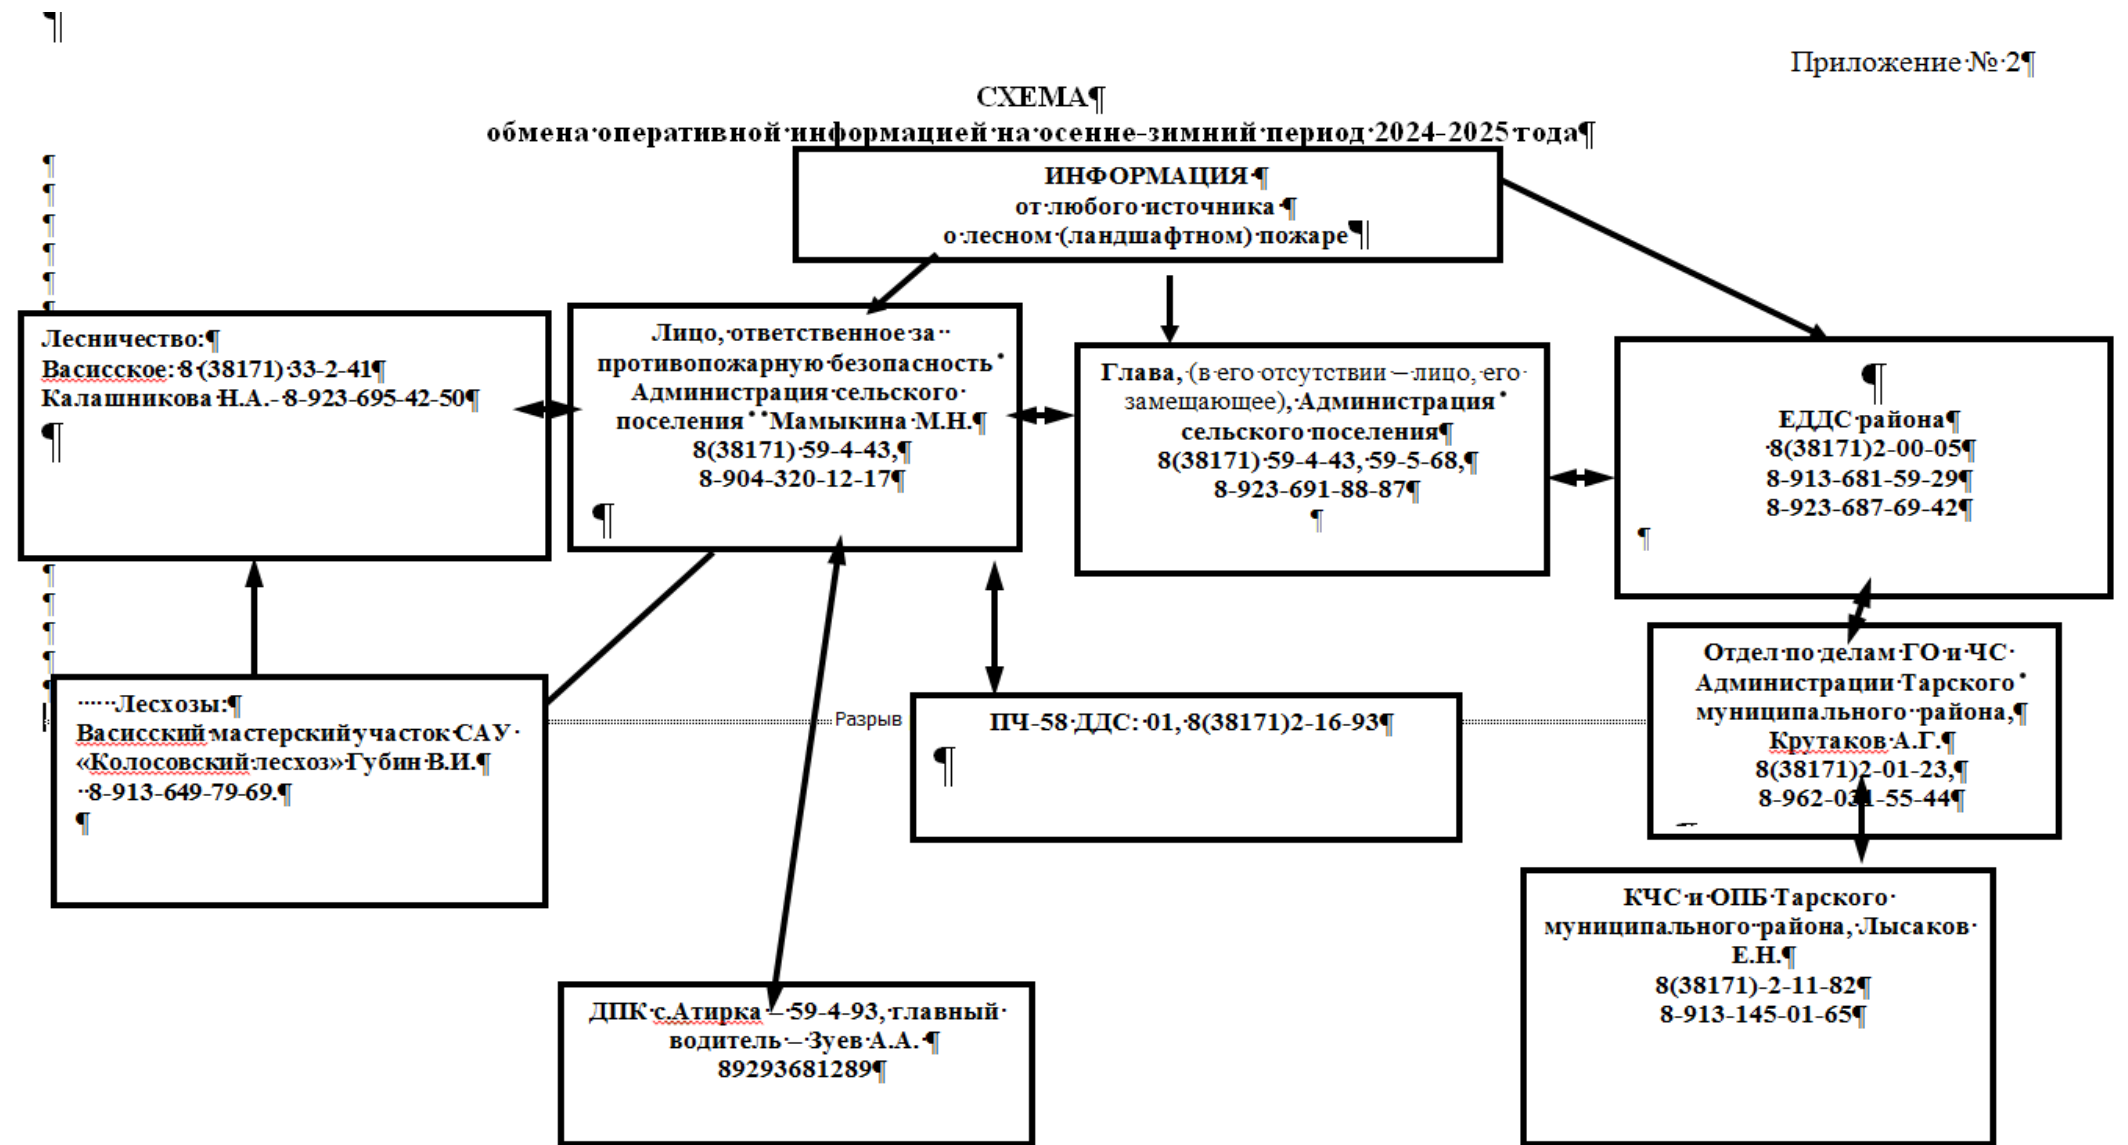 Приложение № 2
СХЕМА
обмена оперативной информацией на осенне-зимний период 2024-2025 года
ИНФОРМАЦИЯ
от любого источника
о лесном (ландшафтном) пожаре
Лесничество:
Васисское: 8 (38171) 33-2-41
Калашникова Н.А.- 8-923-695-42-50
Лицо, ответственное за
противопожарную безопасность
Администрация сельского
поселения Мамыкина М.Н.
8(38171) 59-4-43,
8-904-320-12-17
Глава, (в его отсутствии – лицо, его
замещающее), Администрация
сельского поселения
8(38171) 59-4-43, 59-5-68,
8-923-691-88-87
ЕДДС района
8(38171)2-00-05
8-913-681-59-29
8-923-687-69-42
Лесхозы:
Васисский мастерский участок САУ
«Колосовский лесхоз» Губин В.И.
8-913-649-79-69.
Разрыв
ПЧ-58 ДДС: 01, 8(38171)2-16-93
Отдел по делам ГО и ЧС
Администрации Тарского
муниципального района,
Крутаков А.Г.
8(38171)2-01-23,
8-962-031-55-44
КЧС и ОПБ Тарского
муниципального района, Лысаков
Е.Н.
8(38171)-2-11-82
8-913-145-01-65
ДПК с.Атирка – 59-4-93, главный
водитель – Зуев А.А.
89293681289